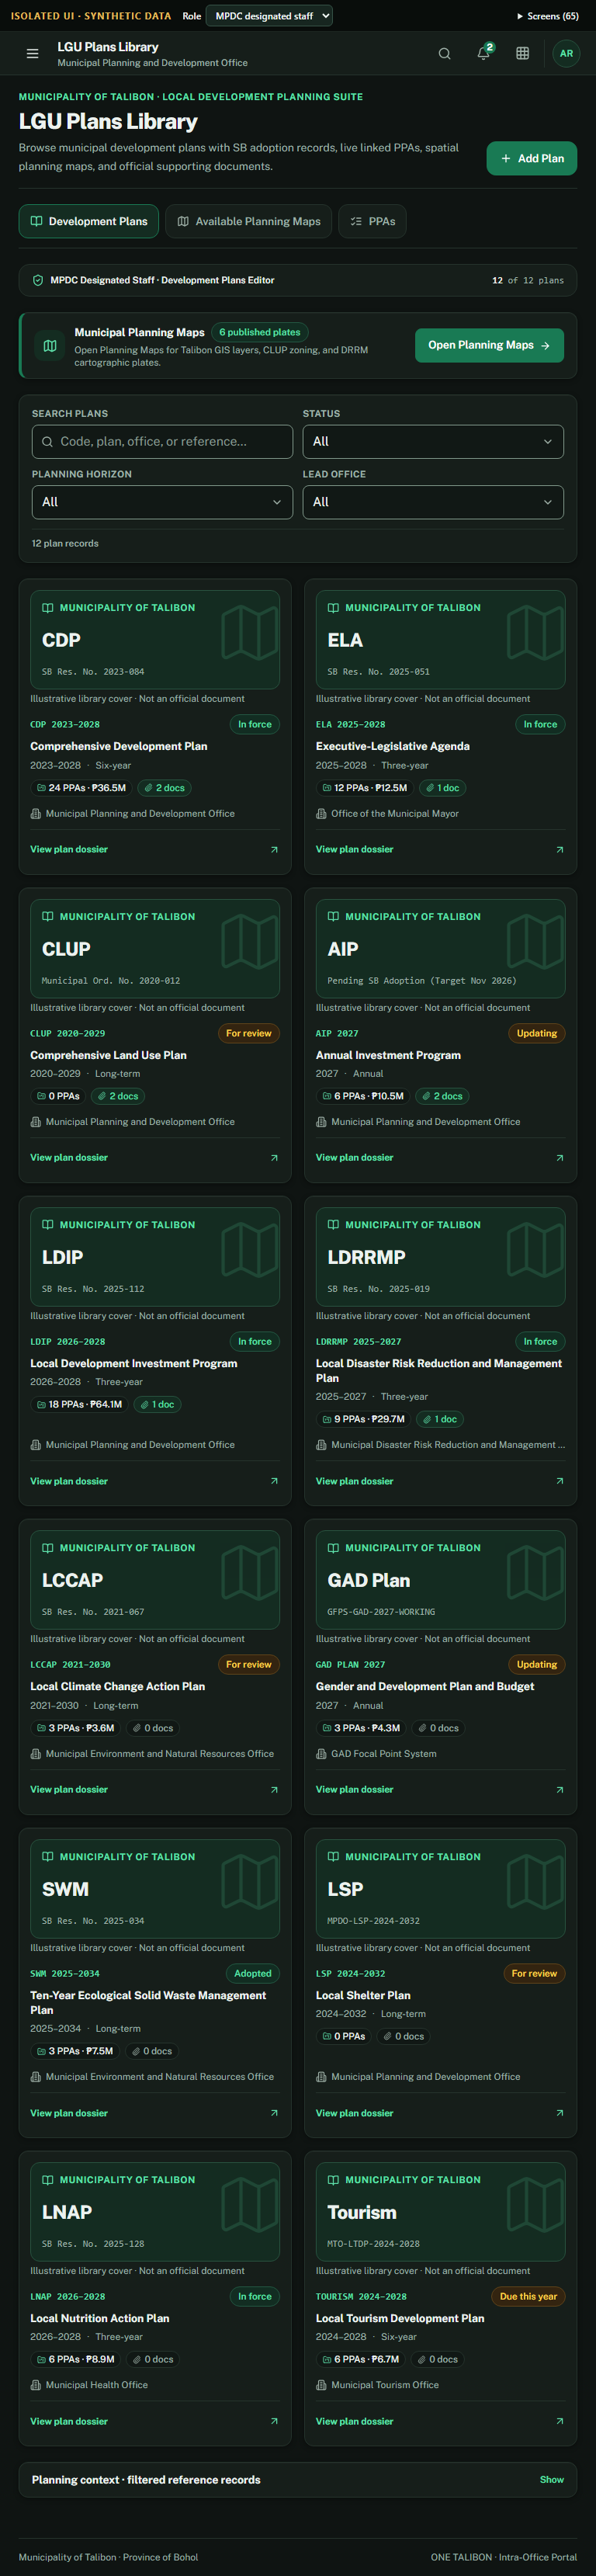 ISOLATED UI · SYNTHETIC DATA Role MPDC designated staff ▶ Screens (65)
LGU Plans Library
Municipal Planning and Development Office
2
AR
MUNICIPALITY OF TALIBON · LOCAL DEVELOPMENT PLANNING SUITE
LGU Plans Library
Browse municipal development plans with SB adoption records, live linked PPAs, spatial
planning maps, and official supporting documents.
+ Add Plan
Development Plans Available Planning Maps PPAs
MPDC Designated Staff · Development Plans Editor 12 of 12 plans
Municipal Planning Maps 6 published plates
Open Planning Maps for Talibon GIS layers, CLUP zoning, and DRRM
cartographic plates.
Open Planning Maps →
SEARCH PLANS STATUS
Code, plan, office, or reference... All
PLANNING HORIZON LEAD OFFICE
All All
12 plan records
MUNICIPALITY OF TALIBON
CDP
SB Res. No. 2023-084
Illustrative library cover · Not an official document
CDP 2023–2028 In force
Comprehensive Development Plan
2023–2028 · Six-year
24 PPAs · ₱36.5M 2 docs
Municipal Planning and Development Office
View plan dossier
MUNICIPALITY OF TALIBON
ELA
SB Res. No. 2025-051
Illustrative library cover · Not an official document
ELA 2025–2028 In force
Executive-Legislative Agenda
2025–2028 · Three-year
12 PPAs · ₱12.5M 1 doc
Office of the Municipal Mayor
View plan dossier
MUNICIPALITY OF TALIBON
CLUP
Municipal Ord. No. 2020-012
Illustrative library cover · Not an official document
CLUP 2020–2029 For review
Comprehensive Land Use Plan
2020–2029 · Long-term
0 PPAs 2 docs
Municipal Planning and Development Office
View plan dossier
MUNICIPALITY OF TALIBON
AIP
Pending SB Adoption (Target Nov 2026)
Illustrative library cover · Not an official document
AIP 2027 Updating
Annual Investment Program
2027 · Annual
6 PPAs · ₱10.5M 2 docs
Municipal Planning and Development Office
View plan dossier
MUNICIPALITY OF TALIBON
LDIP
SB Res. No. 2025-112
Illustrative library cover · Not an official document
LDIP 2026–2028 In force
Local Development Investment Program
2026–2028 · Three-year
18 PPAs · ₱64.1M 1 doc
Municipal Planning and Development Office
View plan dossier
MUNICIPALITY OF TALIBON
LDRRMP
SB Res. No. 2025-019
Illustrative library cover · Not an official document
LDRRMP 2025–2027 In force
Local Disaster Risk Reduction and Management
Plan
2025–2027 · Three-year
9 PPAs · ₱29.7M 1 doc
Municipal Disaster Risk Reduction and Management ...
View plan dossier
MUNICIPALITY OF TALIBON
LCCAP
SB Res. No. 2021-067
Illustrative library cover · Not an official document
LCCAP 2021–2030 For review
Local Climate Change Action Plan
2021–2030 · Long-term
3 PPAs · ₱3.6M 0 docs
Municipal Environment and Natural Resources Office
View plan dossier
MUNICIPALITY OF TALIBON
GAD Plan
GFPS-GAD-2027-WORKING
Illustrative library cover · Not an official document
GAD PLAN 2027 Updating
Gender and Development Plan and Budget
2027 · Annual
3 PPAs · ₱4.3M 0 docs
GAD Focal Point System
View plan dossier
MUNICIPALITY OF TALIBON
SWM
SB Res. No. 2025-034
Illustrative library cover · Not an official document
SWM 2025–2034 Adopted
Ten-Year Ecological Solid Waste Management
Plan
2025–2034 · Long-term
3 PPAs · ₱7.5M 0 docs
Municipal Environment and Natural Resources Office
View plan dossier
MUNICIPALITY OF TALIBON
LSP
MPDO-LSP-2024-2032
Illustrative library cover · Not an official document
LSP 2024–2032 For review
Local Shelter Plan
2024–2032 · Long-term
0 PPAs 0 docs
Municipal Planning and Development Office
View plan dossier
MUNICIPALITY OF TALIBON
LNAP
SB Res. No. 2025-128
Illustrative library cover · Not an official document
LNAP 2026–2028 In force
Local Nutrition Action Plan
2026–2028 · Three-year
6 PPAs · ₱8.9M 0 docs
Municipal Health Office
View plan dossier
MUNICIPALITY OF TALIBON
Tourism
MTO-LTDP-2024-2028
Illustrative library cover · Not an official document
TOURISM 2024–2028 Due this year
Local Tourism Development Plan
2024–2028 · Six-year
6 PPAs · ₱6.7M 0 docs
Municipal Tourism Office
View plan dossier
Planning context · filtered reference records Show
Municipality of Talibon · Province of Bohol ONE TALIBON · Intra-Office Portal